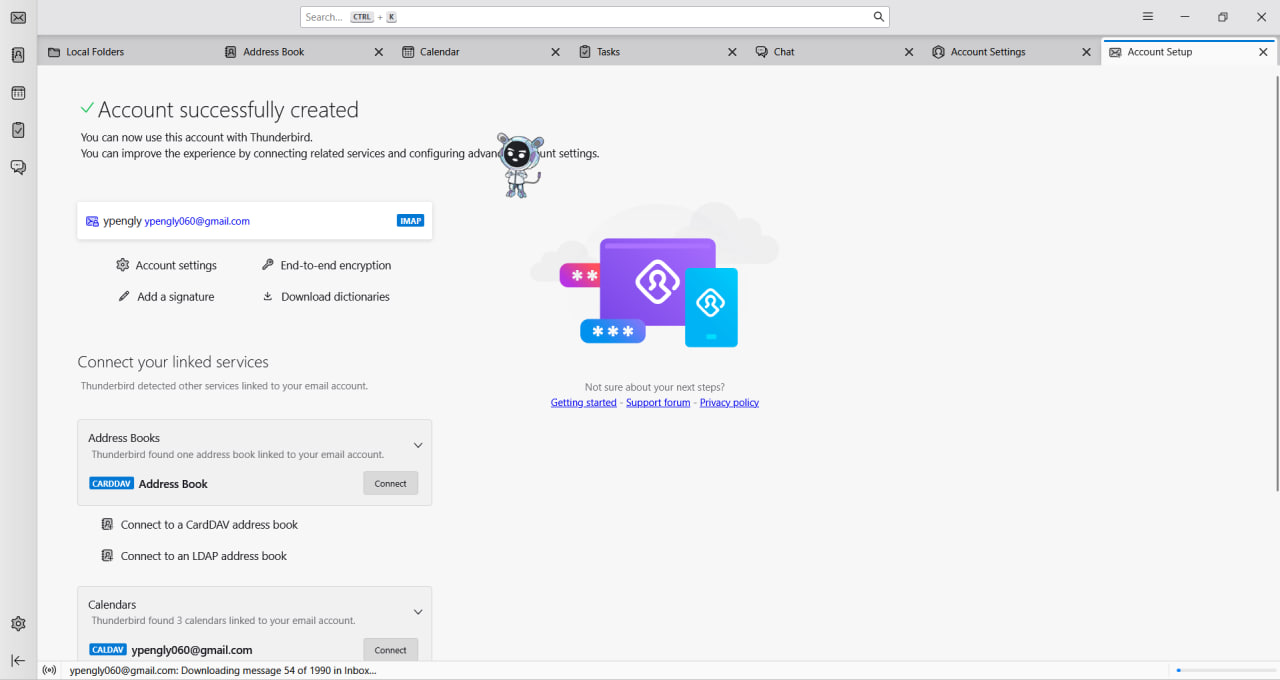 Search... CTRL + K
Local Folders
Address Book
Calendar
Tasks
Chat
Account Settings
Account Setup
Account successfully created
You can now use this account with Thunderbird.
You can improve the experience by connecting related services and configuring unt settings.
ypengly ypengly060@gmail.com IMAP
Account settings
End-to-end encryption
Add a signature
Download dictionaries
Connect your linked services
Thunderbird detected other services linked to your email account.
Not sure about your next steps?
Getting started - Support forum - Privacy policy
Address Books
Thunderbird found one address book linked to your email account.
CARDDAV Address Book Connect
Connect to a CardDAV address book
Connect to an LDAP address book
Calendars
Thunderbird found 3 calendars linked to your email account.
CALDAV ypengly060@gmail.com Connect
ypengly060@gmail.com: Downloading message 54 of 1990 in Inbox...